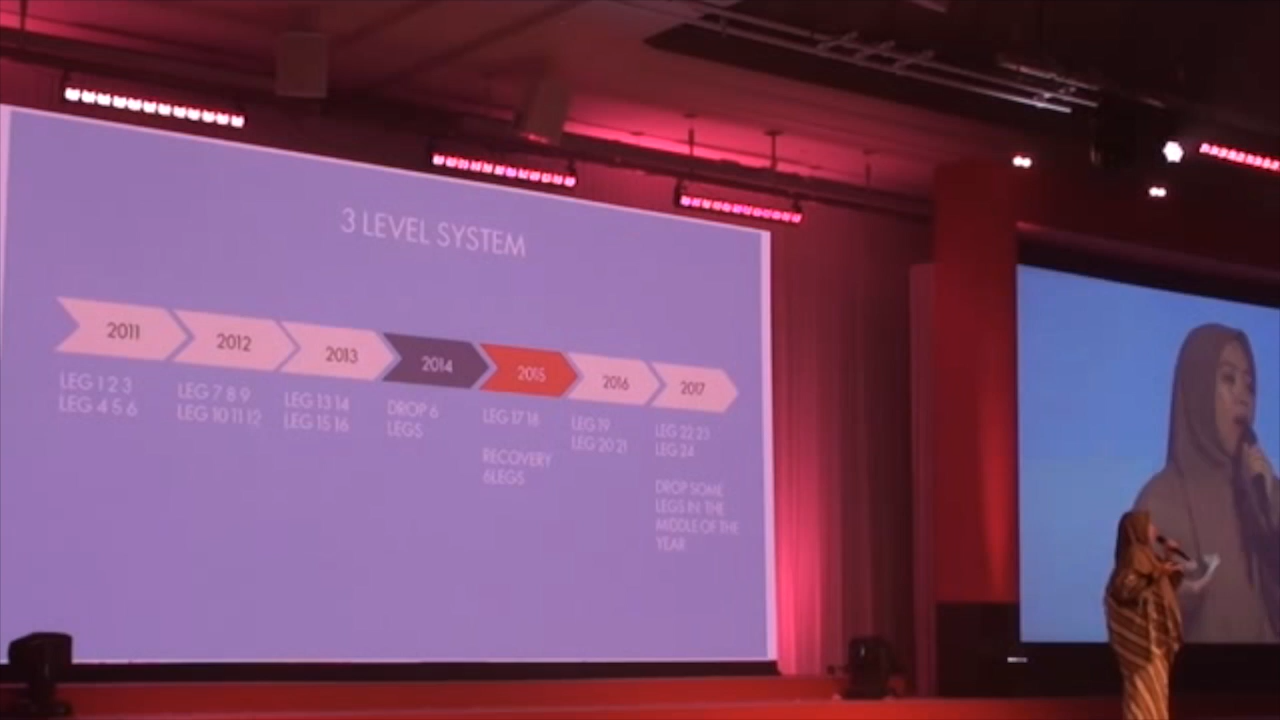 3 LEVEL SYSTEM
2011
2012
2013
2014
2015
2016
2017
LEG 1 2 3
LEG 4 5 6
LEG 7 8 9
LEG 10 11 12
LEG 13 14
LEG 15 16
DROP 6
LEGS
LEG 17 18
RECOVERY
6LEGS
LEG 19
LEG 20 21
LEG 22 23
LEG 24
DROP SOME
LEGS IN THE
MIDDLE OF THE
YEAR